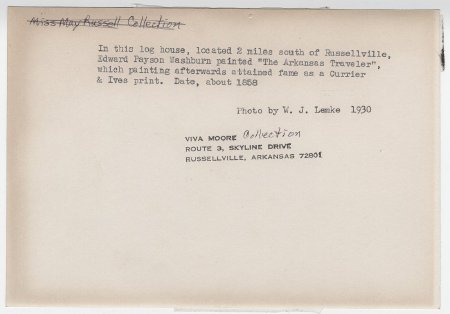 Miss May Russell Collection
In this log house, located 2 miles south of Russellville,
Edward Payson Washburn painted "The Arkansas Traveler",
which painting afterwards attained fame as a Currier
& Ives print. Date, about 1858
Photo by W. J. Lemke 1930
VIVA MOORE Collection
ROUTE 3, SKYLINE DRIVE
RUSSELLVILLE, ARKANSAS 72801